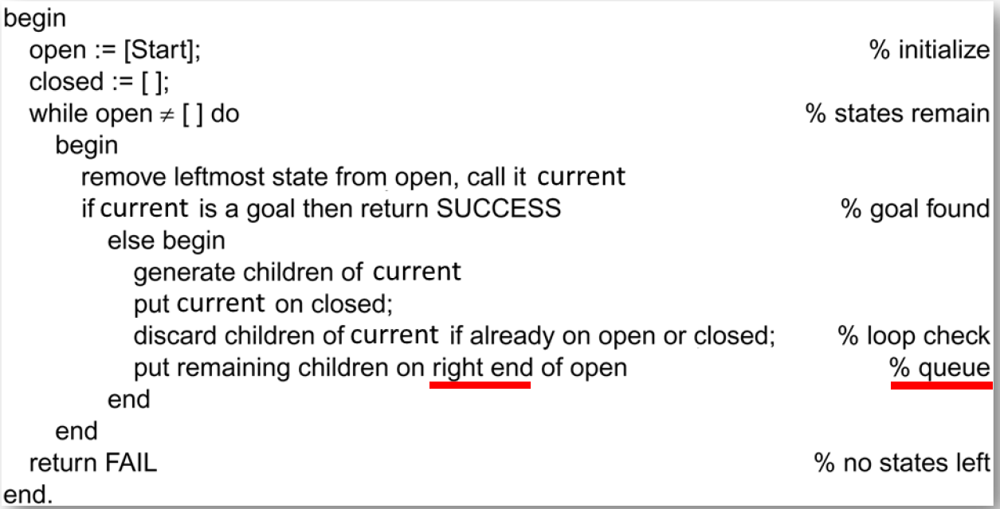 begin
open := [Start]; % initialize
closed := [ ];
while open ≠ [ ] do % states remain
begin
remove leftmost state from open, call it current
if current is a goal then return SUCCESS % goal found
else begin
generate children of current
put current on closed;
discard children of current if already on open or closed; % loop check
put remaining children on right end of open % queue
end
end
return FAIL % no states left
end.